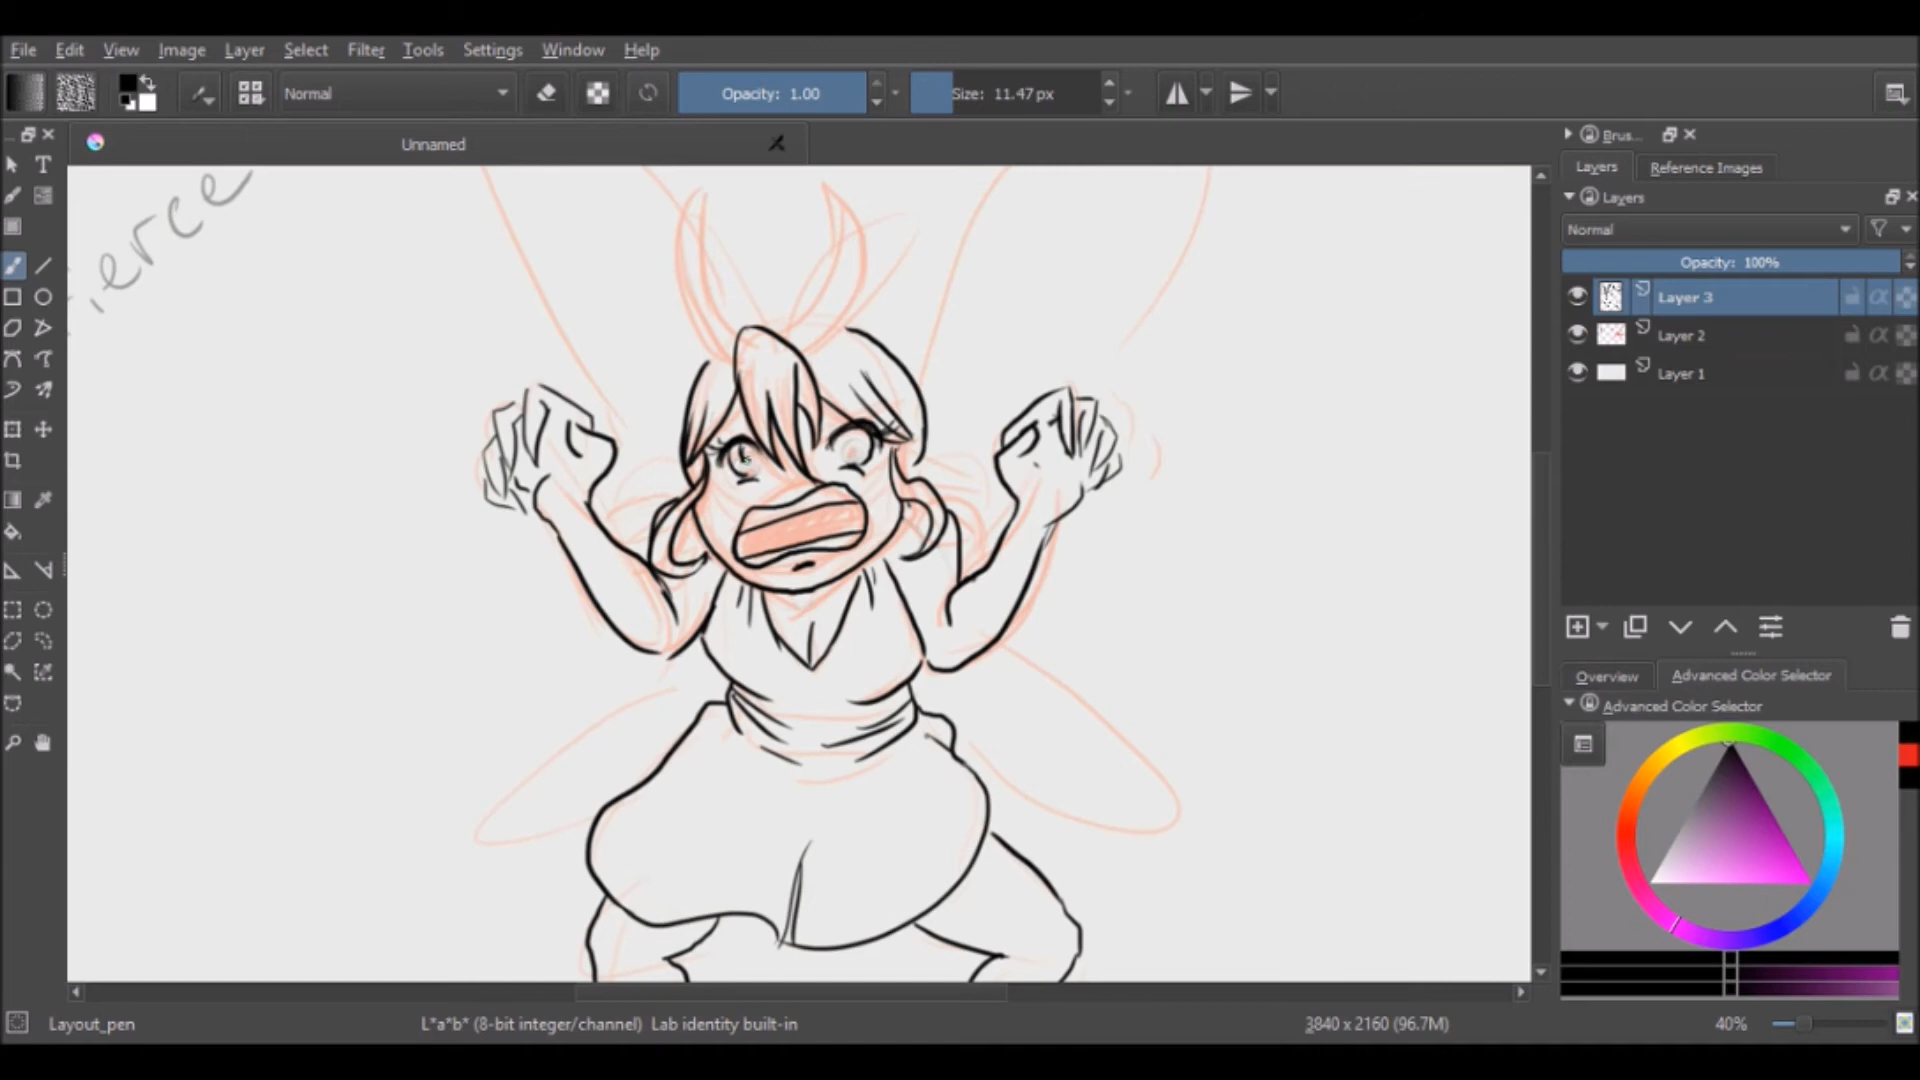 File Edit View Image Layer Select Filter Tools Settings Window Help
Normal Opacity: 1.00 Size: 11.47 px
Unnamed
Brus...
Layers Reference Images
Layers
Normal
Opacity: 100%
Layer 3
Layer 2
Layer 1
Overview Advanced Color Selector
Advanced Color Selector
fierce
Layout_pen L*a*b* (8-bit integer/channel) Lab identity built-in 3840 x 2160 (96.7M) 40%